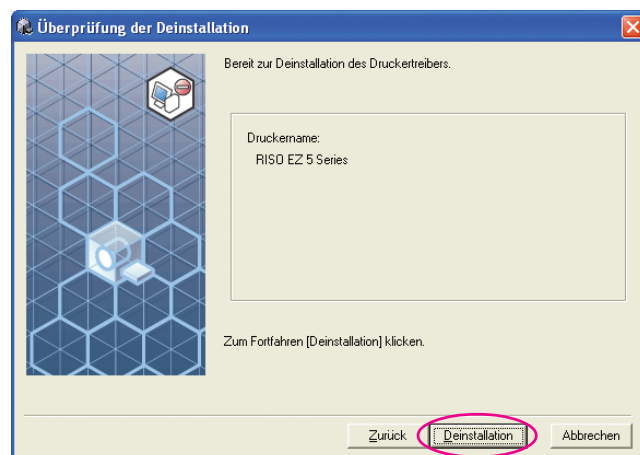 Überprüfung der Deinstallation
Bereit zur Deinstallation des Druckertreibers.
Druckername:
RISO EZ 5 Series
Zum Fortfahren [Deinstallation] klicken.
Zurück Deinstallation Abbrechen